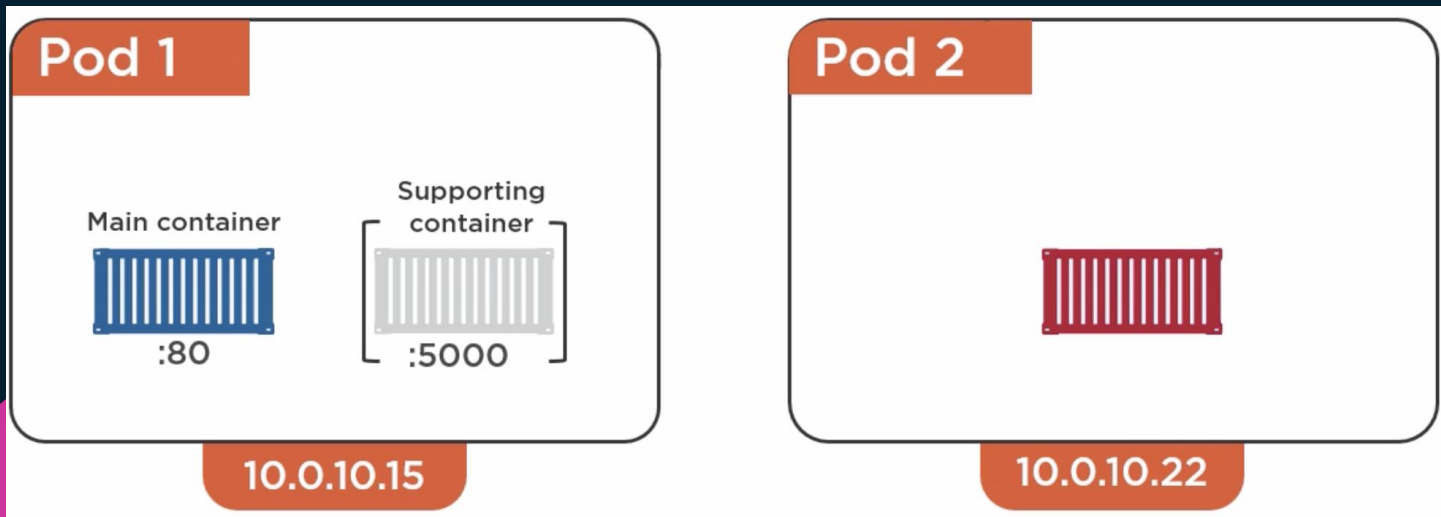 Pod 1
Supporting
container
Main container
:80
:5000
10.0.10.15
Pod 2
10.0.10.22